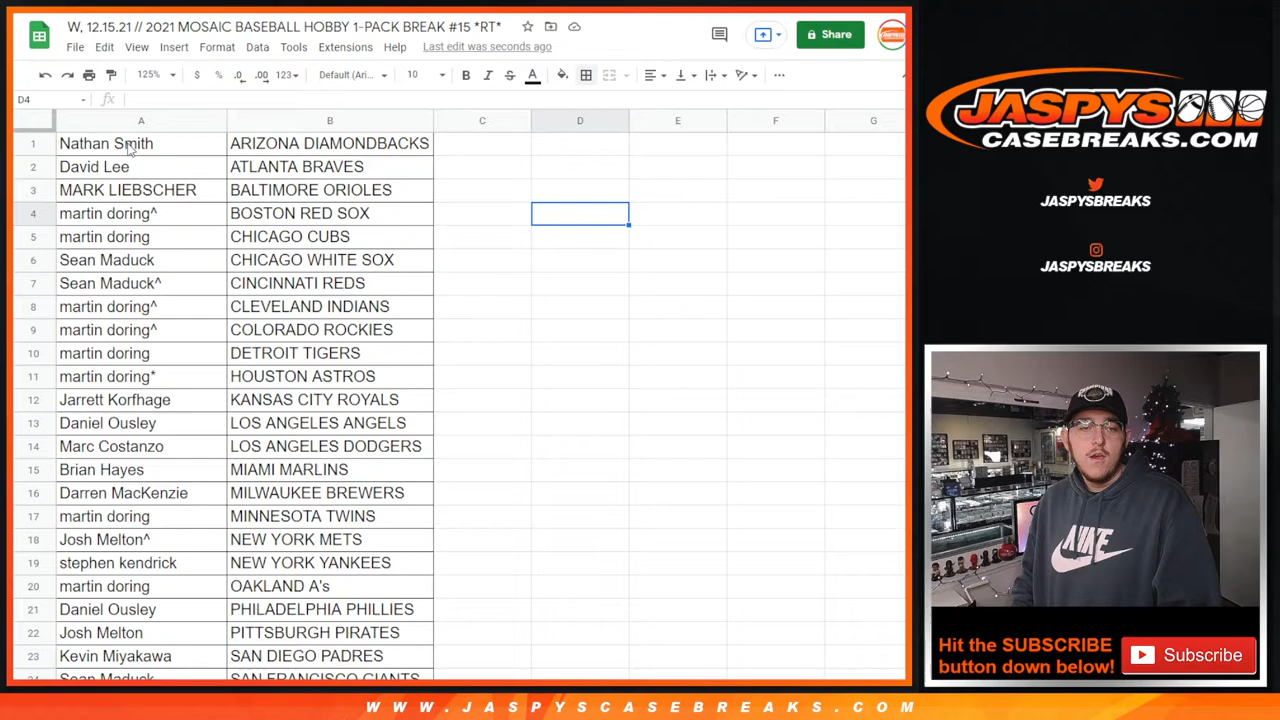 W, 12.15.21 // 2021 MOSAIC BASEBALL HOBBY 1-PACK BREAK #15 *RT*
File Edit View Insert Format Data Tools Extensions Help Last edit was seconds ago
Share
125% $ % .0 .00 123 Default (Ari... 10 B I S A
D4 fx
A B C D E F G
1 Nathan Smith ARIZONA DIAMONDBACKS
2 David Lee ATLANTA BRAVES
3 MARK LIEBSCHER BALTIMORE ORIOLES
4 martin doring^ BOSTON RED SOX
5 martin doring CHICAGO CUBS
6 Sean Maduck CHICAGO WHITE SOX
7 Sean Maduck^ CINCINNATI REDS
8 martin doring^ CLEVELAND INDIANS
9 martin doring^ COLORADO ROCKIES
10 martin doring DETROIT TIGERS
11 martin doring* HOUSTON ASTROS
12 Jarrett Korfhage KANSAS CITY ROYALS
13 Daniel Ousley LOS ANGELES ANGELS
14 Marc Costanzo LOS ANGELES DODGERS
15 Brian Hayes MIAMI MARLINS
16 Darren MacKenzie MILWAUKEE BREWERS
17 martin doring MINNESOTA TWINS
18 Josh Melton^ NEW YORK METS
19 stephen kendrick NEW YORK YANKEES
20 martin doring OAKLAND A's
21 Daniel Ousley PHILADELPHIA PHILLIES
22 Josh Melton PITTSBURGH PIRATES
23 Kevin Miyakawa SAN DIEGO PADRES
24 Sean Maduck SAN FRANCISCO GIANTS
JASPYS
CASEBREAKS.COM
JASPYSBREAKS
JASPYSBREAKS
NIKE
Hit the SUBSCRIBE
button down below!
Subscribe
WWW.JASPYSCASEBREAKS.COM